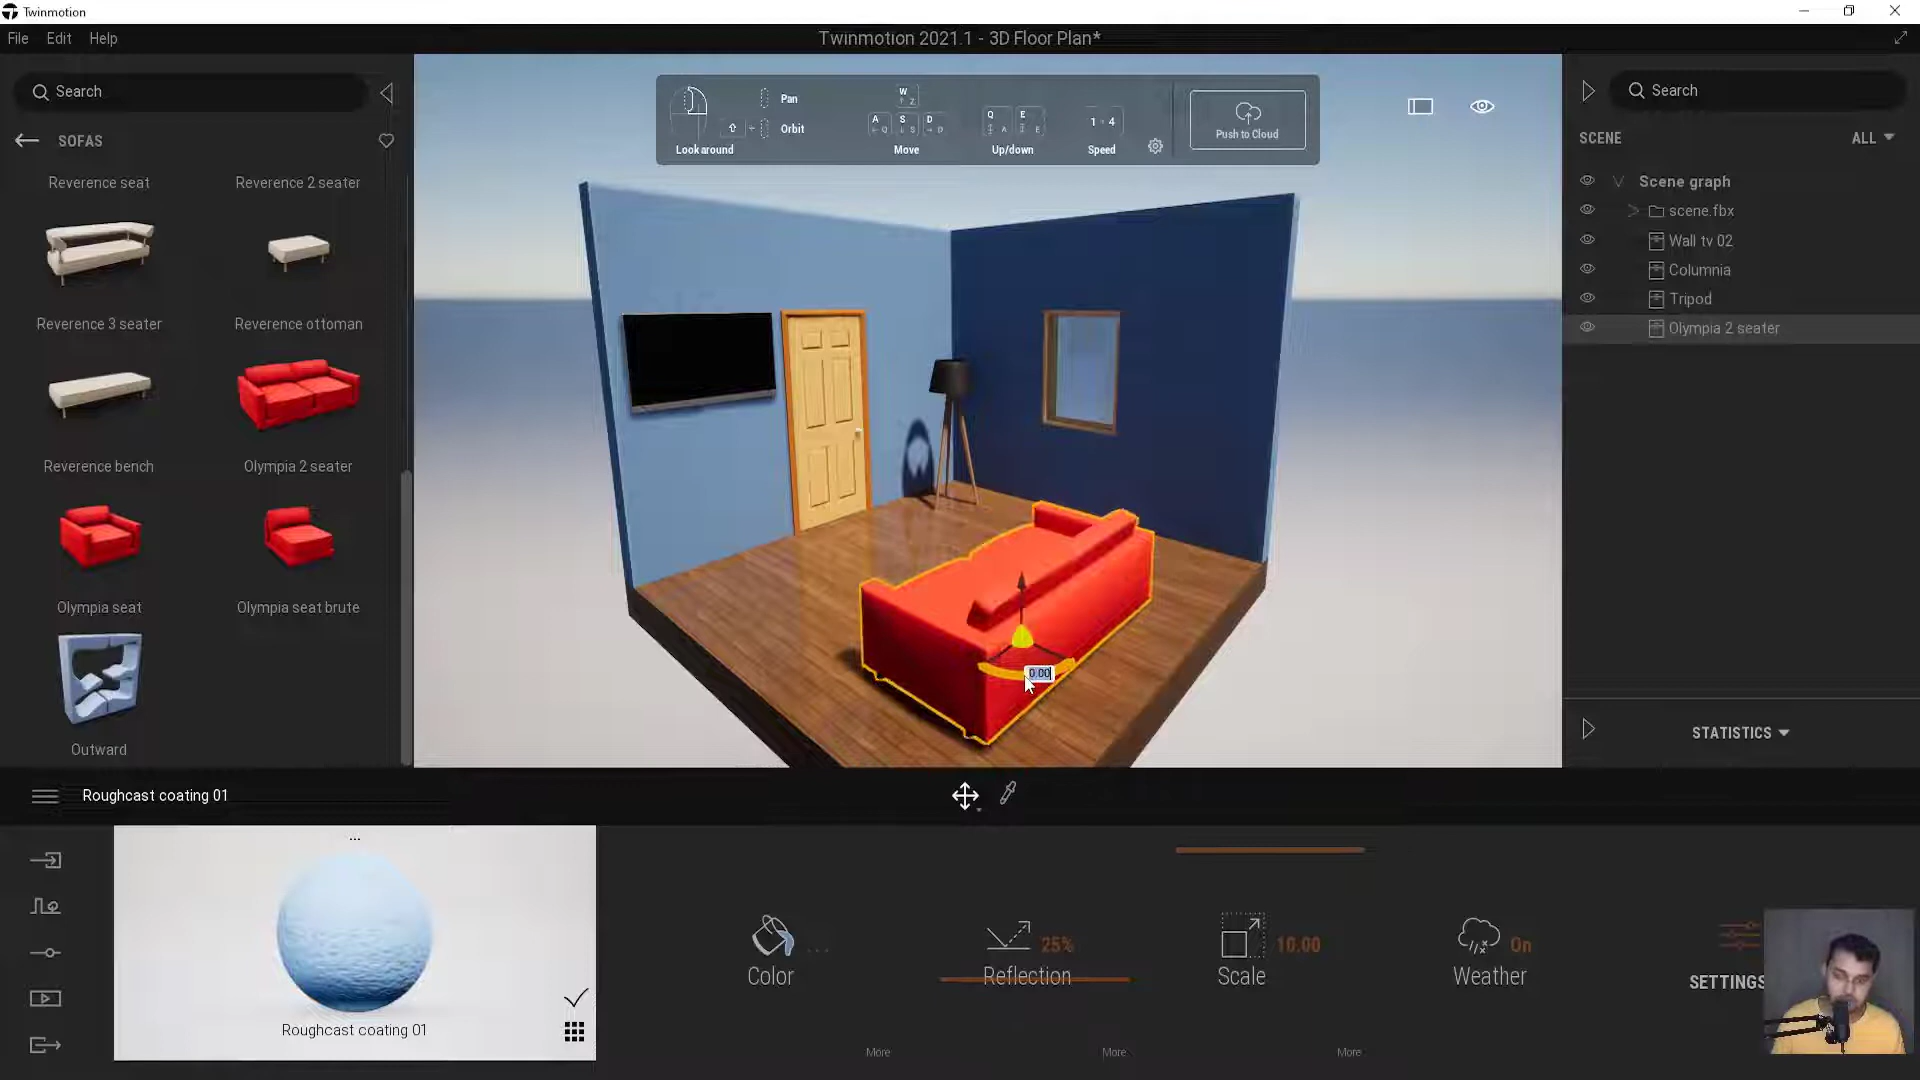 Twinmotion
File Edit Help
Twinmotion 2021.1 - 3D Floor Plan*
Search
SOFAS
Reverence seat
Reverence 2 seater
Reverence 3 seater
Reverence ottoman
Reverence bench
Olympia 2 seater
Olympia seat
Olympia seat brute
Outward
Look around
Pan
Orbit
W
Z
A
Q
S
S
D
D
Move
Q
A
E
E
Up/down
1 - 4
Speed
Push to Cloud
0.00
Search
SCENE
ALL
Scene graph
scene.fbx
Wall tv 02
Columnia
Tripod
Olympia 2 seater
STATISTICS
Roughcast coating 01
...
Roughcast coating 01
Color
...
Reflection
25%
Scale
10.00
Weather
On
SETTINGS
More
More
More